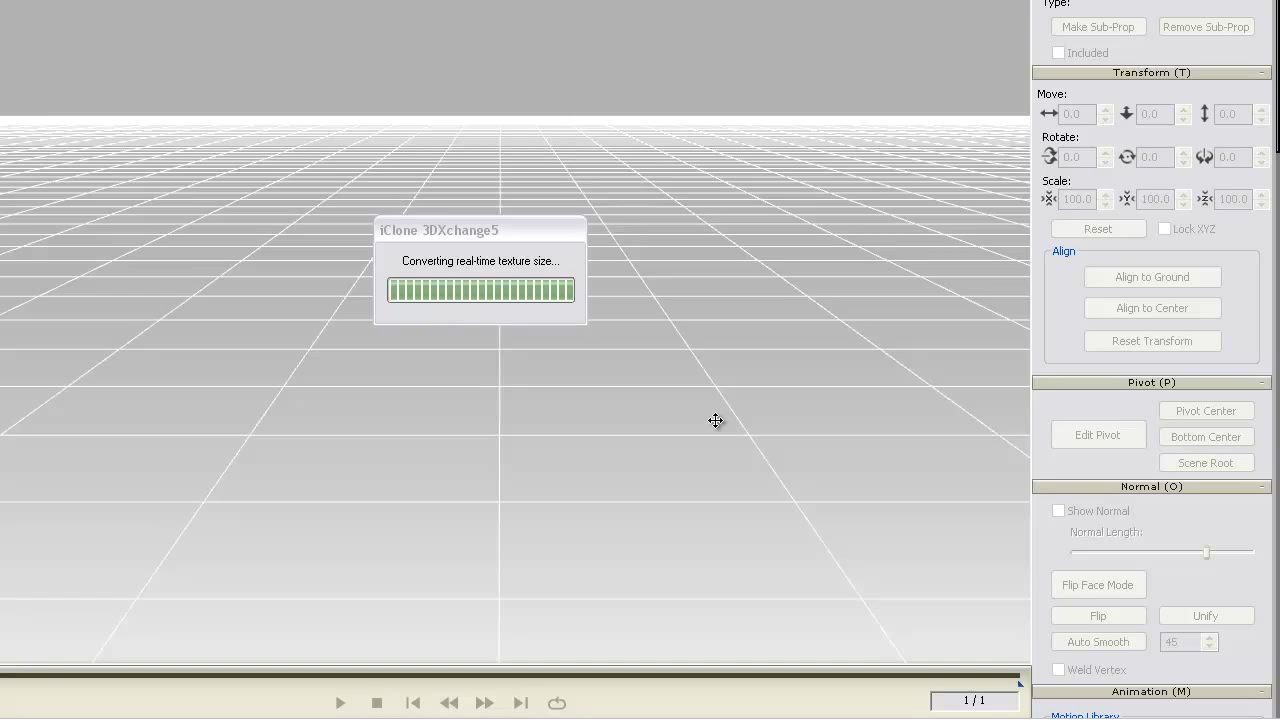 Type:
Make Sub-Prop Remove Sub-Prop
Included
Transform (T)
Move:
0.0 0.0 0.0
Rotate:
0.0 0.0 0.0
Scale:
100.0 100.0 100.0
Reset Lock XYZ
Align
Align to Ground
Align to Center
Reset Transform
Pivot (P)
Edit Pivot
Pivot Center
Bottom Center
Scene Root
Normal (O)
Show Normal
Normal Length:
Flip Face Mode
Flip Unify
Auto Smooth 45
Weld Vertex
Animation (M)
Motion Library
iClone 3DXchange5
Converting real-time texture size...
1 / 1